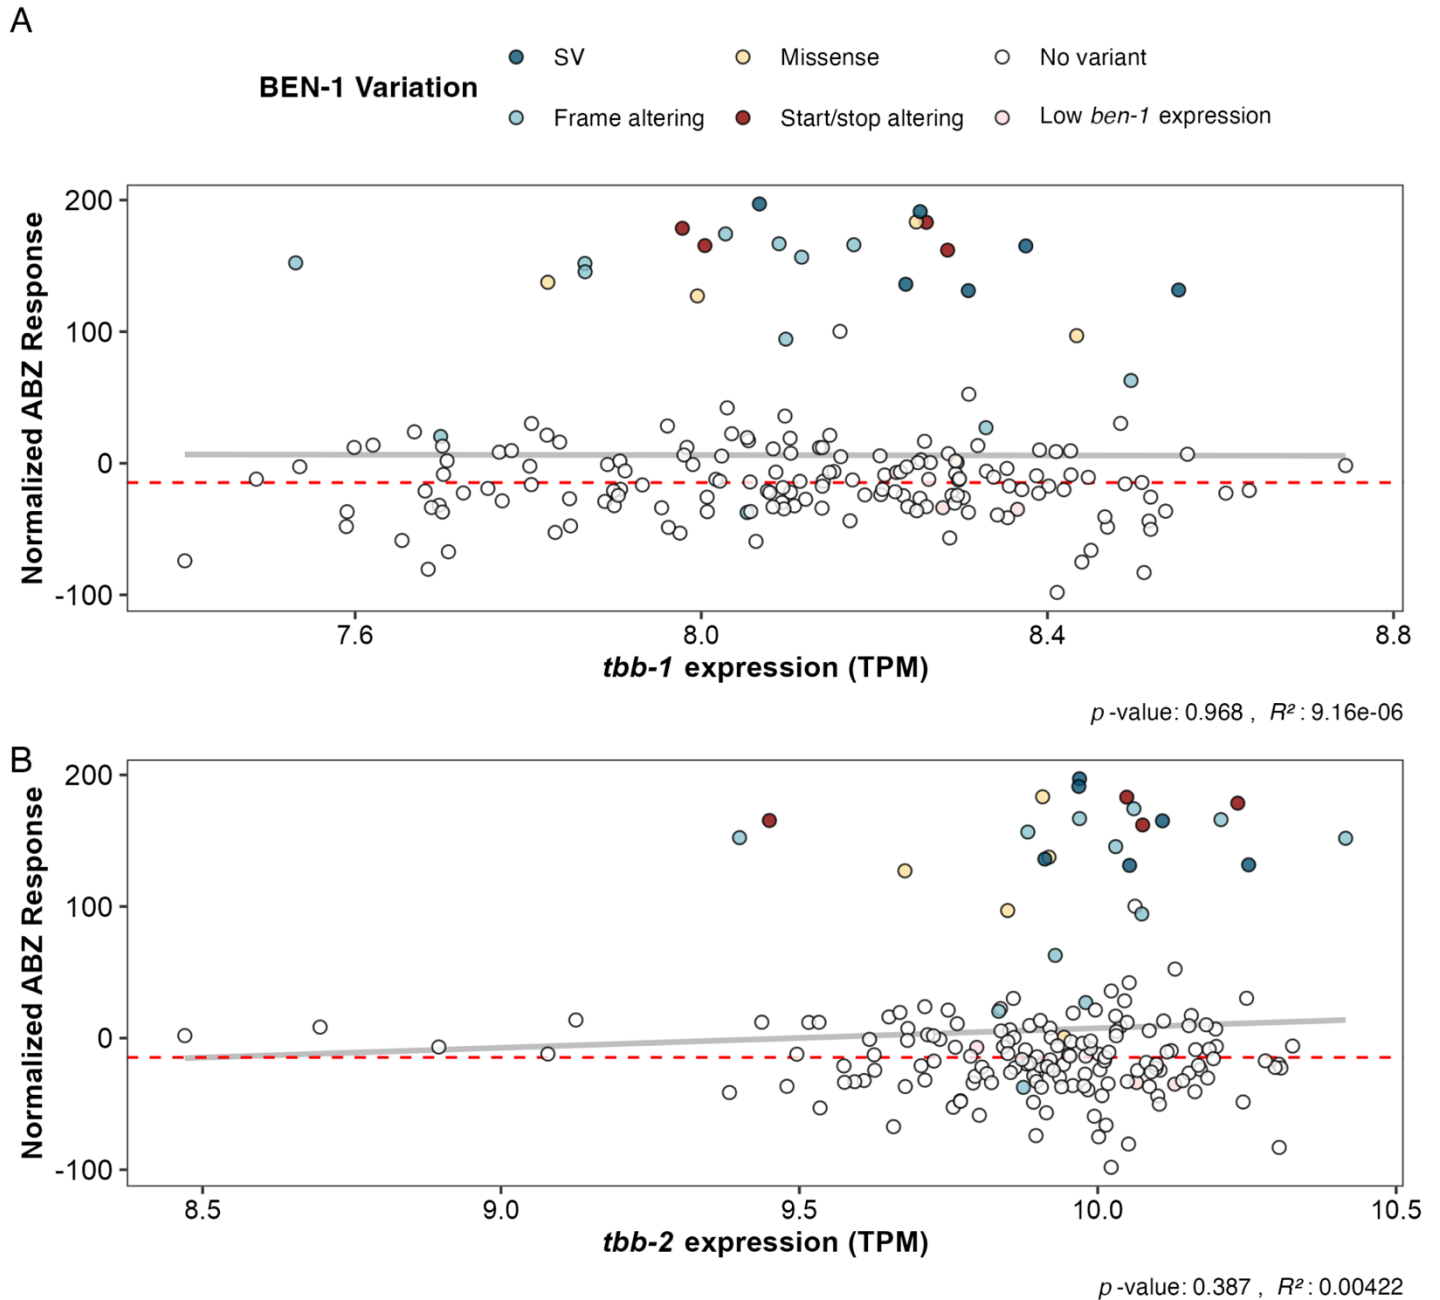 A
BEN-1 Variation
SV
Missense
No variant
Frame altering
Start/stop altering
Low ben-1 expression
Normalized ABZ Response
200
100
0
-100
7.6
8.0
8.4
8.8
tbb-1 expression (TPM)
p -value: 0.968 , R² : 9.16e-06
B
Normalized ABZ Response
200
100
0
-100
8.5
9.0
9.5
10.0
10.5
tbb-2 expression (TPM)
p -value: 0.387 , R² : 0.00422